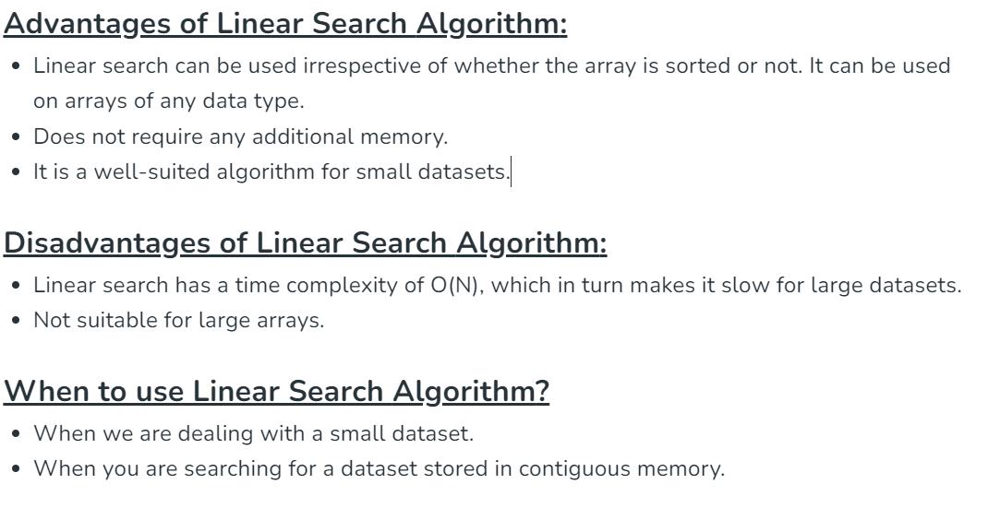 Advantages of Linear Search Algorithm:
• Linear search can be used irrespective of whether the array is sorted or not. It can be used
on arrays of any data type.
• Does not require any additional memory.
• It is a well-suited algorithm for small datasets.
Disadvantages of Linear Search Algorithm:
• Linear search has a time complexity of O(N), which in turn makes it slow for large datasets.
• Not suitable for large arrays.
When to use Linear Search Algorithm?
• When we are dealing with a small dataset.
• When you are searching for a dataset stored in contiguous memory.